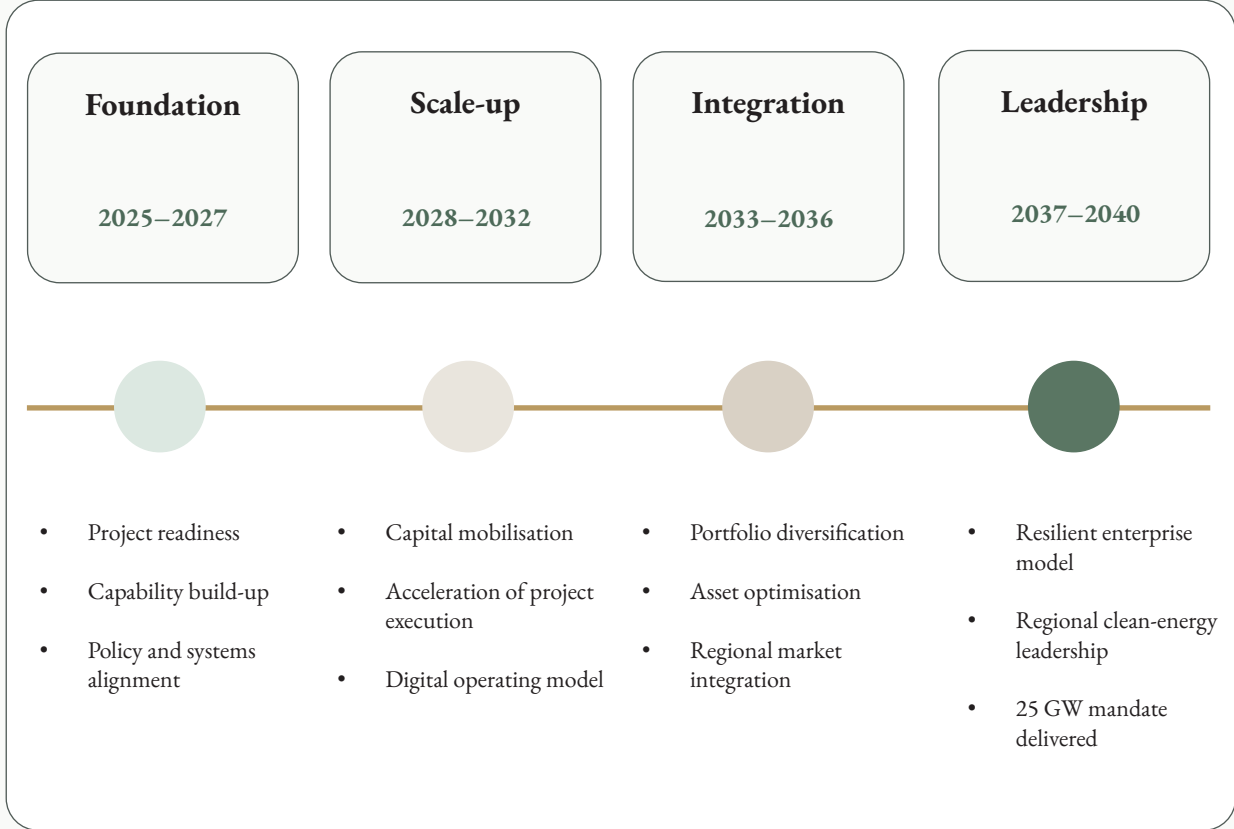 Foundation
2025–2027
Scale-up
2028–2032
Integration
2033–2036
Leadership
2037–2040
• Project readiness
• Capability build-up
• Policy and systems
alignment
• Capital mobilisation
• Acceleration of project
execution
• Digital operating model
• Portfolio diversification
• Asset optimisation
• Regional market
integration
• Resilient enterprise
model
• Regional clean-energy
leadership
• 25 GW mandate
delivered